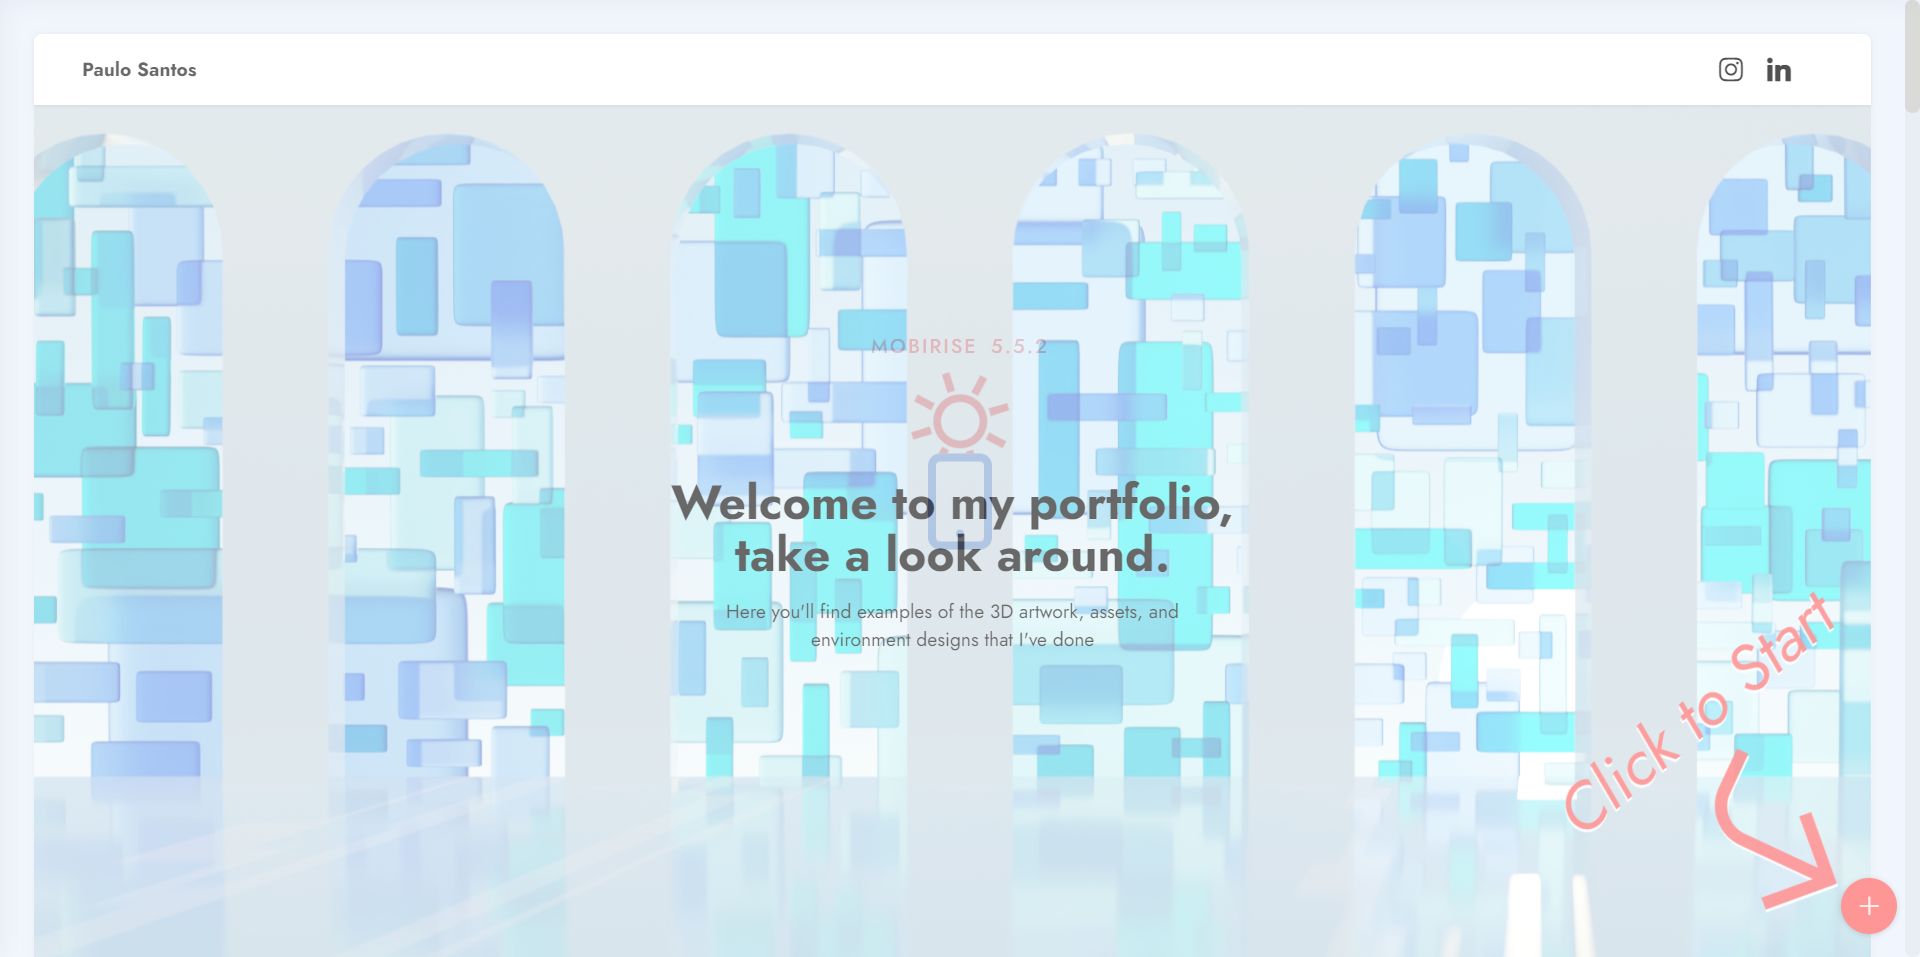 Paulo Santos
in
MOBIRISE 5.5.2
Welcome to my portfolio,
take a look around.
Here you'll find examples of the 3D artwork, assets, and
environment designs that I've done
Click to Start